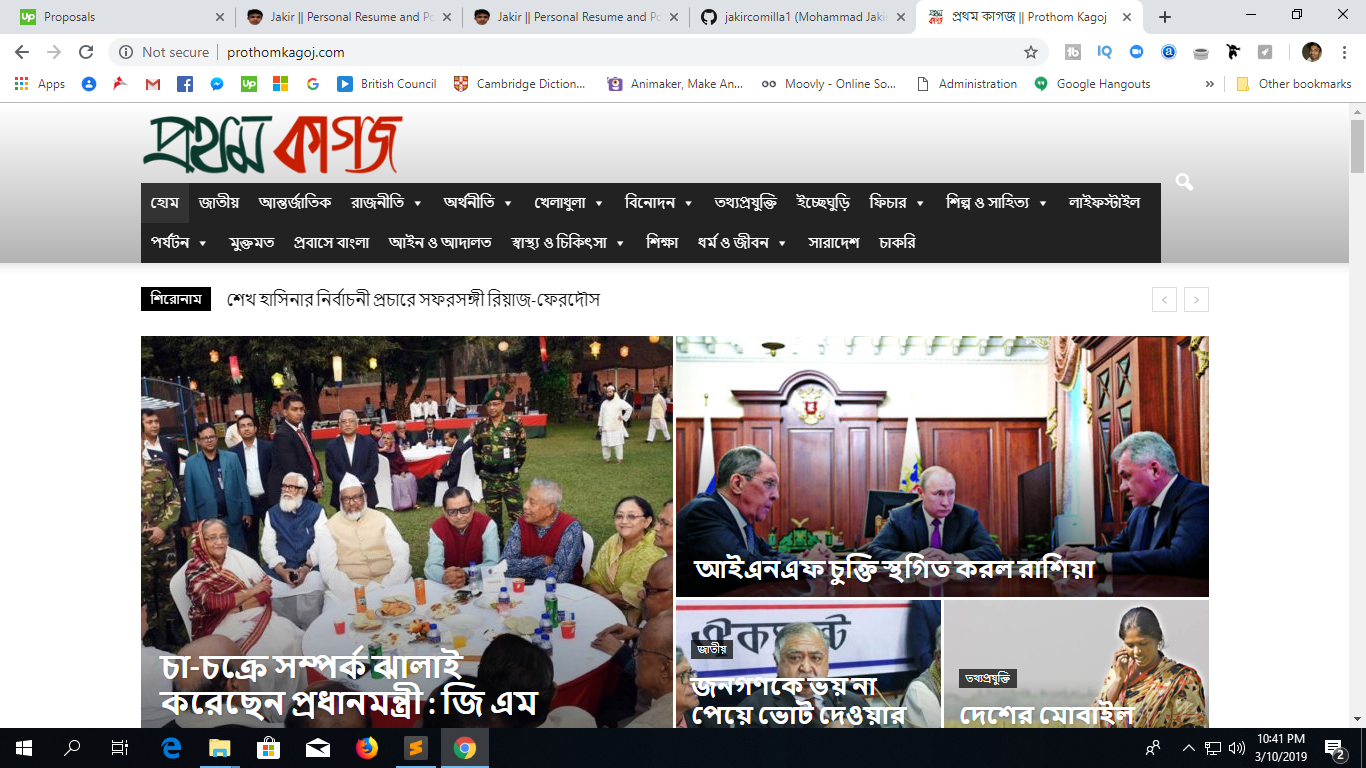 Proposals
Jakir || Personal Resume and Po
Jakir || Personal Resume and Po
jakircomilla1 (Mohammad Jaki
প্রথম কাগজ || Prothom Kagoj
Not secure
prothomkagoj.com
Apps
British Council
Cambridge Diction...
Animaker, Make An...
Moovly - Online So...
Administration
Google Hangouts
Other bookmarks
প্রথম কাগজ
হোম জাতীয় আন্তর্জাতিক রাজনীতি অর্থনীতি খেলাধুলা বিনোদন তথ্যপ্রযুক্তি ইচ্ছেঘুড়ি ফিচার শিল্প ও সাহিত্য লাইফস্টাইল
পর্যটন মুক্তমত প্রবাসে বাংলা আইন ও আদালত স্বাস্থ্য ও চিকিৎসা শিক্ষা ধর্ম ও জীবন সারাদেশ চাকরি
শিরোনাম
শেখ হাসিনার নির্বাচনী প্রচারে সফরসঙ্গী রিয়াজ-ফেরদৌস
চা-চক্রে সম্পর্ক ঝালাই
করেছেন প্রধানমন্ত্রী : জি এম
আইএনএফ চুক্তি স্থগিত করল রাশিয়া
জাতীয়
জনগণকে ভয় না
পেয়ে ভোট দেওয়ার
তথ্যপ্রযুক্তি
দেশের মোবাইল
10:41 PM
3/10/2019
2